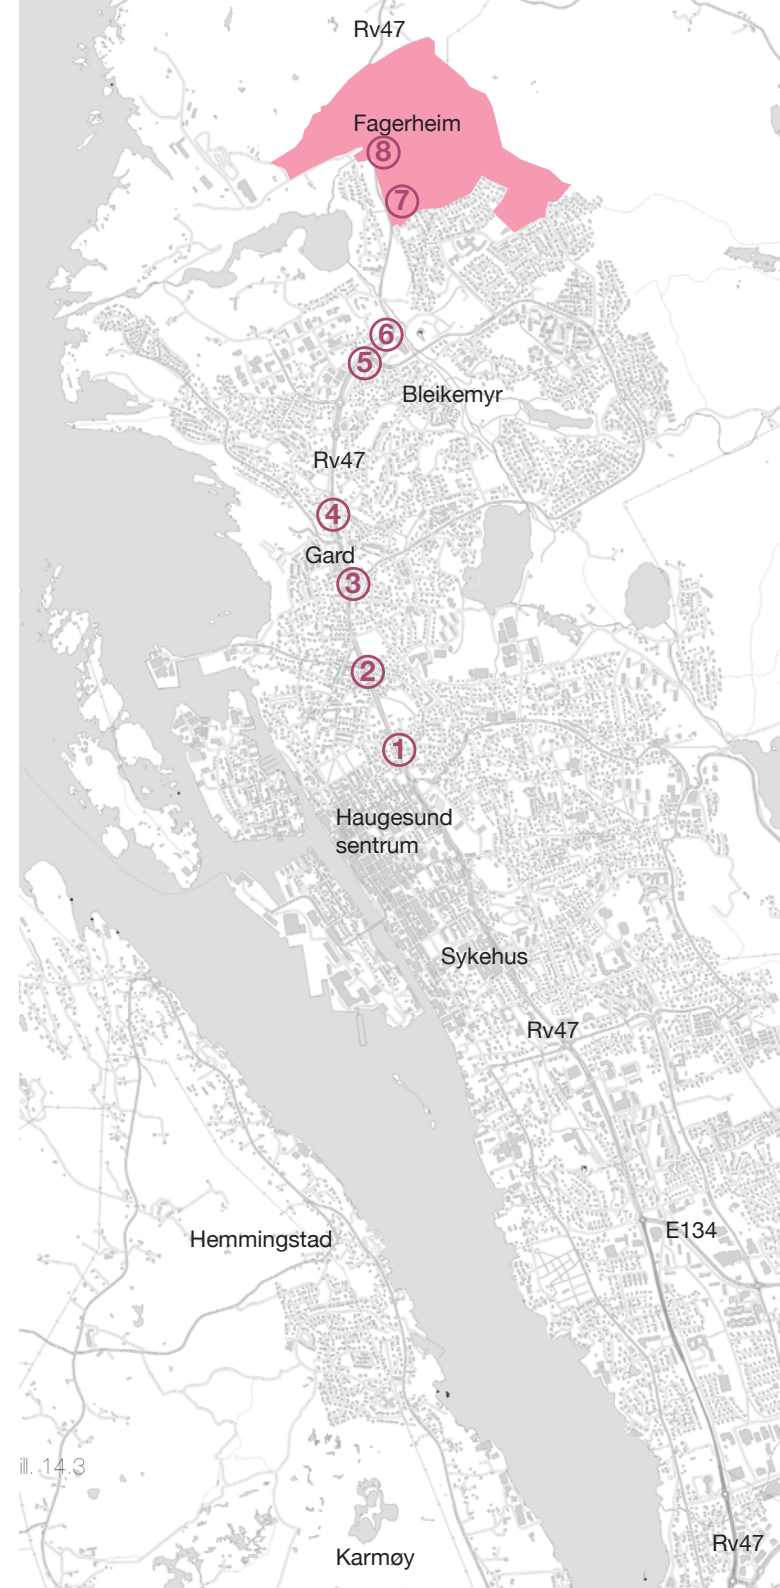 Rv47
Fagerheim
8
7
6
5
Bleikemyr
Rv47
4
Gard
3
2
1
Haugesund
sentrum
Sykehus
Rv47
E134
Hemmingstad
ill. 14.3
Rv47
Karmøy